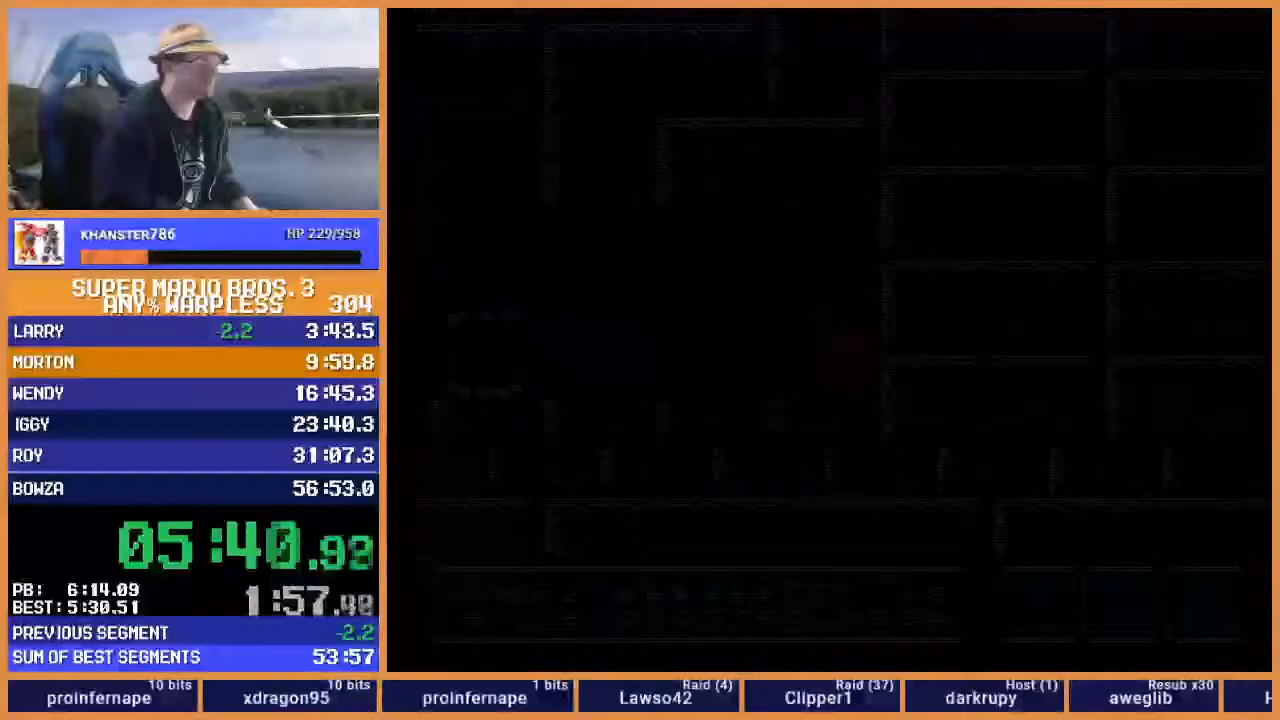 KHANSTER786 HP 229/958
SUPER MARIO BROS. 3
ANY% WARPLESS 304
LARRY -2.2 3:43.5
MORTON 9:59.8
WENDY 16:45.3
IGGY 23:40.3
ROY 31:07.3
BOWZA 56:53.0
05:40.98
PB: 6:14.09
BEST: 5:30.51 1:57.
PREVIOUS SEGMENT -2.2
SUM OF BEST SEGMENTS 53:57
10 bits 10 bits 1 bits Raid (4) Raid (37) Host (1) Resub x30
proinfernape xdragon95 proinfernape Lawso42 Clipper1 darkrupy aweglib H